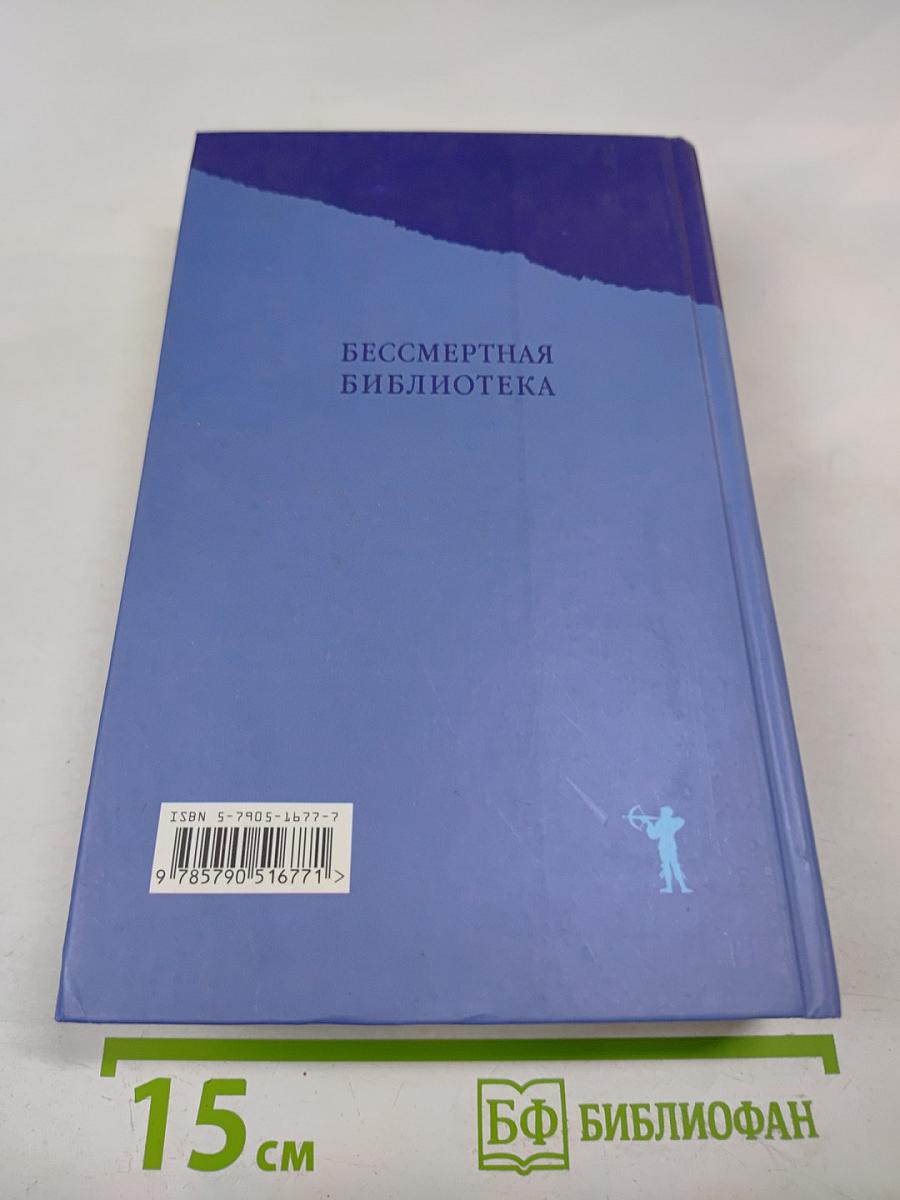 БЕССМЕРТНАЯ
БИБЛИОТЕКА
ISBN 5-7905-1677-7
9 785790 516771 >
15 см
БФ БИБЛИОФАН